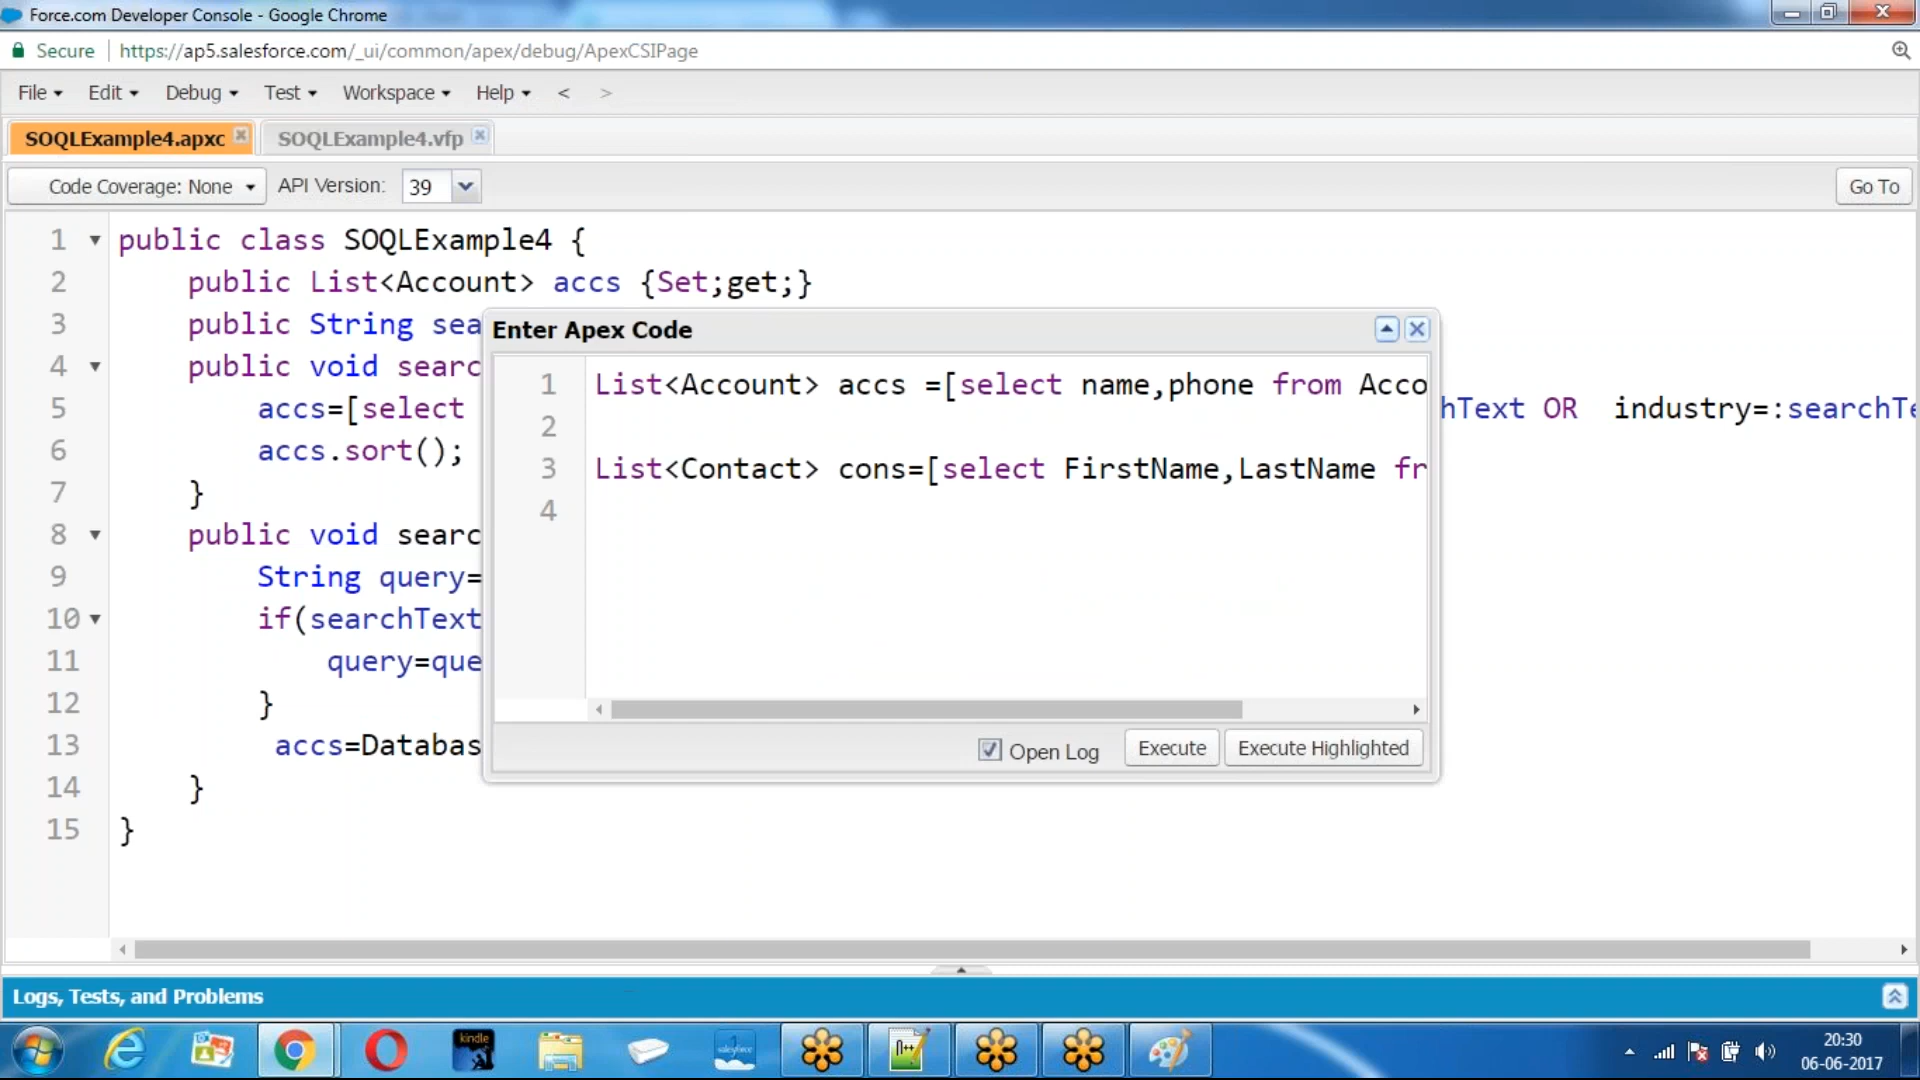 Force.com Developer Console - Google Chrome
Secure https://ap5.salesforce.com/_ui/common/apex/debug/ApexCSIPage
File Edit Debug Test Workspace Help < >
SOQLExample4.apxc SOQLExample4.vfp
Code Coverage: None API Version: 39 Go To
1 public class SOQLExample4 {
2 public List<Account> accs {Set;get;}
3 public String sea
4 public void searc
5 accs=[select hText OR industry=:searchTe
6 accs.sort();
7 }
8 public void searc
9 String query=
10 if(searchText
11 query=que
12 }
13 accs=Databas
14 }
15 }
Enter Apex Code
1 List<Account> accs =[select name,phone from Acco
2
3 List<Contact> cons=[select FirstName,LastName fr
4
Open Log Execute Execute Highlighted
Logs, Tests, and Problems
kindle
salesforce
n++
20:30
06-06-2017